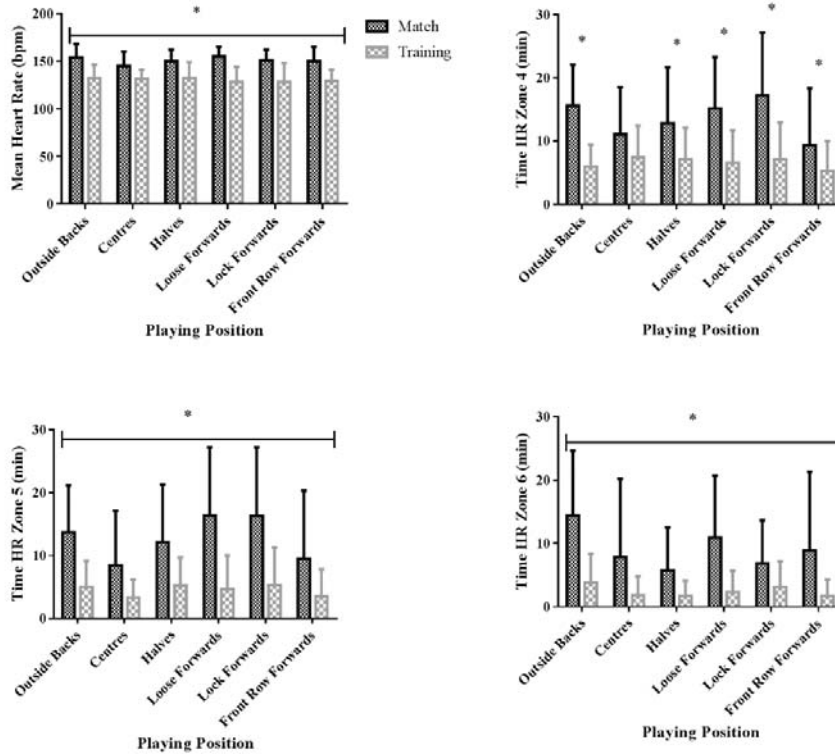 *
200
150
100
50
0
Mean Heart Rate (bpm)
Outside Backs
Centres
Halves
Loose Forwards
Lock Forwards
Front Row Forwards
Playing Position
Match
Training
30
20
10
0
Time HR Zone 4 (min)
*
*
*
*
*
Outside Backs
Centres
Halves
Loose Forwards
Lock Forwards
Front Row Forwards
Playing Position
*
30
20
10
0
Time HR Zone 5 (min)
Outside Backs
Centres
Halves
Loose Forwards
Lock Forwards
Front Row Forwards
Playing Position
*
30
20
10
0
Time HR Zone 6 (min)
Outside Backs
Centres
Halves
Loose Forwards
Lock Forwards
Front Row Forwards
Playing Position